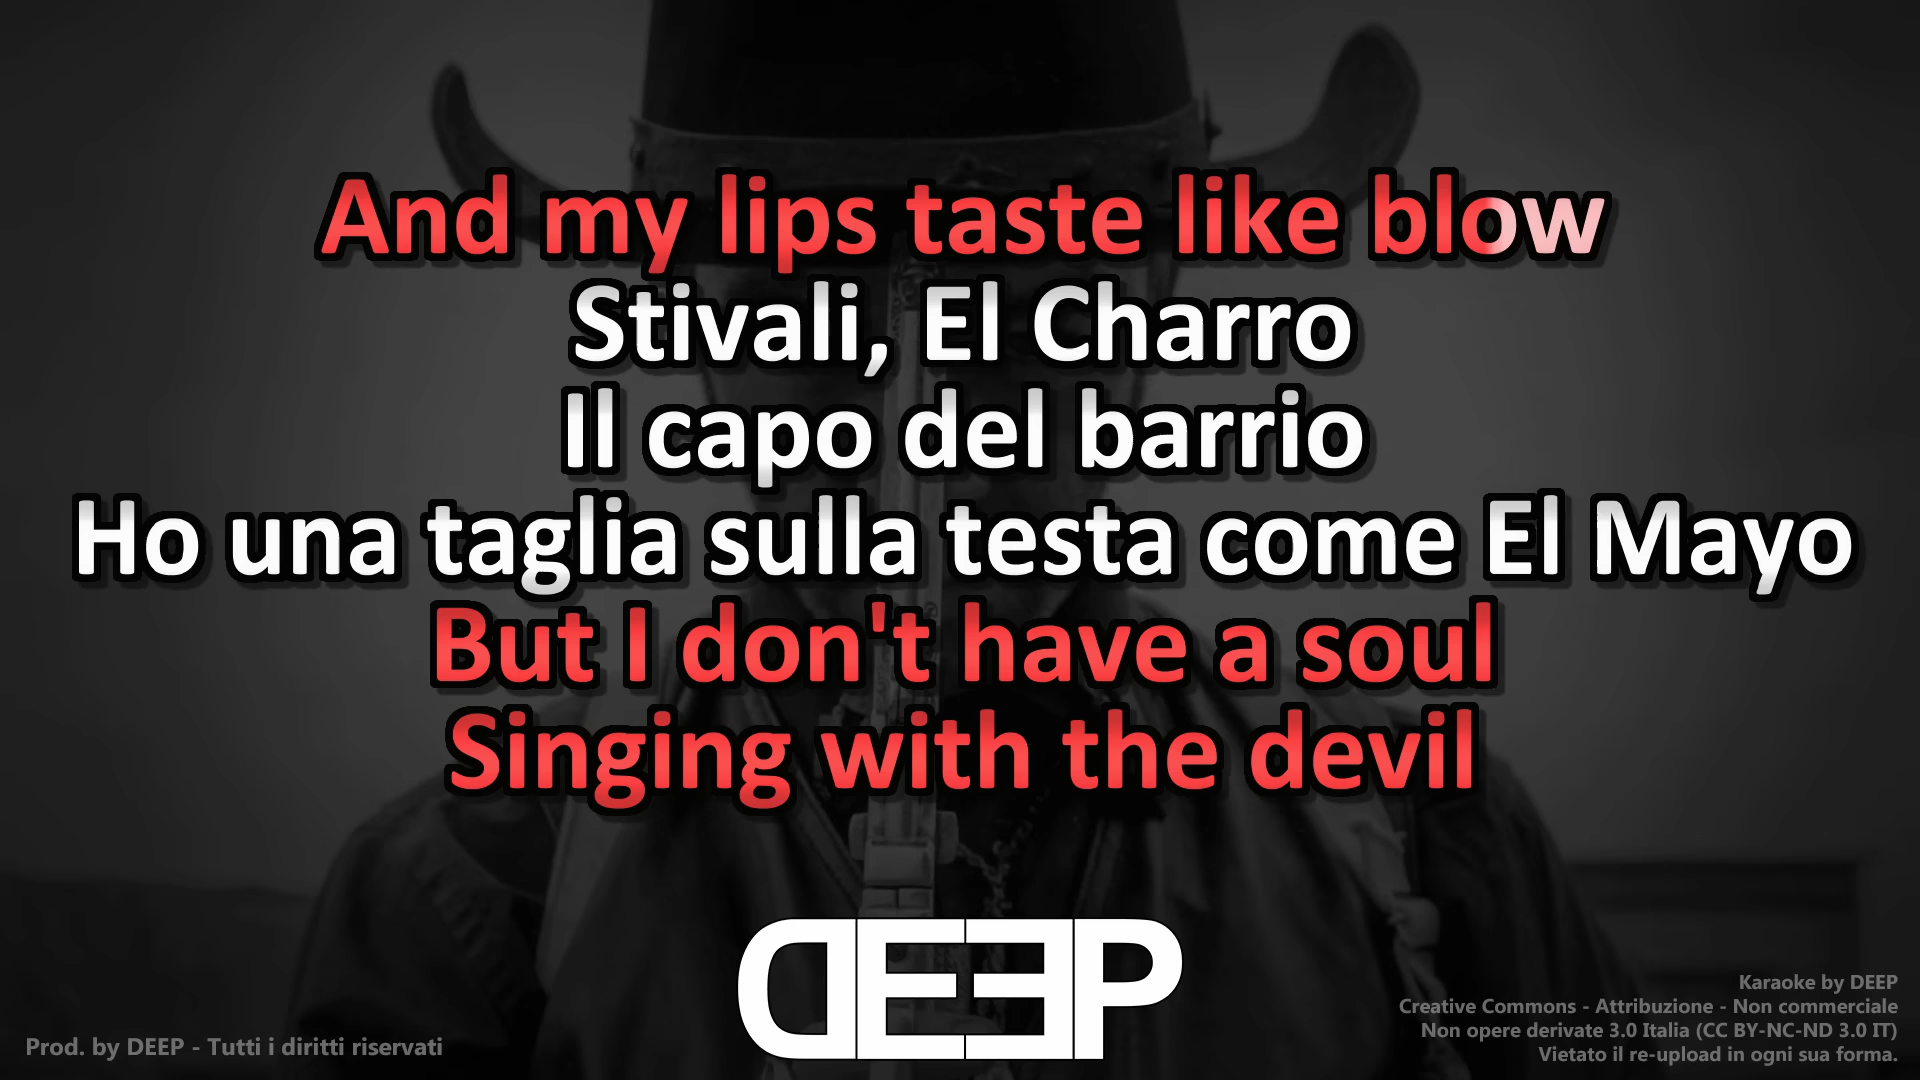 And my lips taste like blow
Stivali, El Charro
Il capo del barrio
Ho una taglia sulla testa come El Mayo
But I don't have a soul
Singing with the devil
DEEP
Karaoke by DEEP
Creative Commons - Attribuzione - Non commerciale
Non opere derivate 3.0 Italia (CC BY-NC-ND 3.0 IT)
Vietato il re-upload in ogni sua forma.
Prod. by DEEP - Tutti i diritti riservati